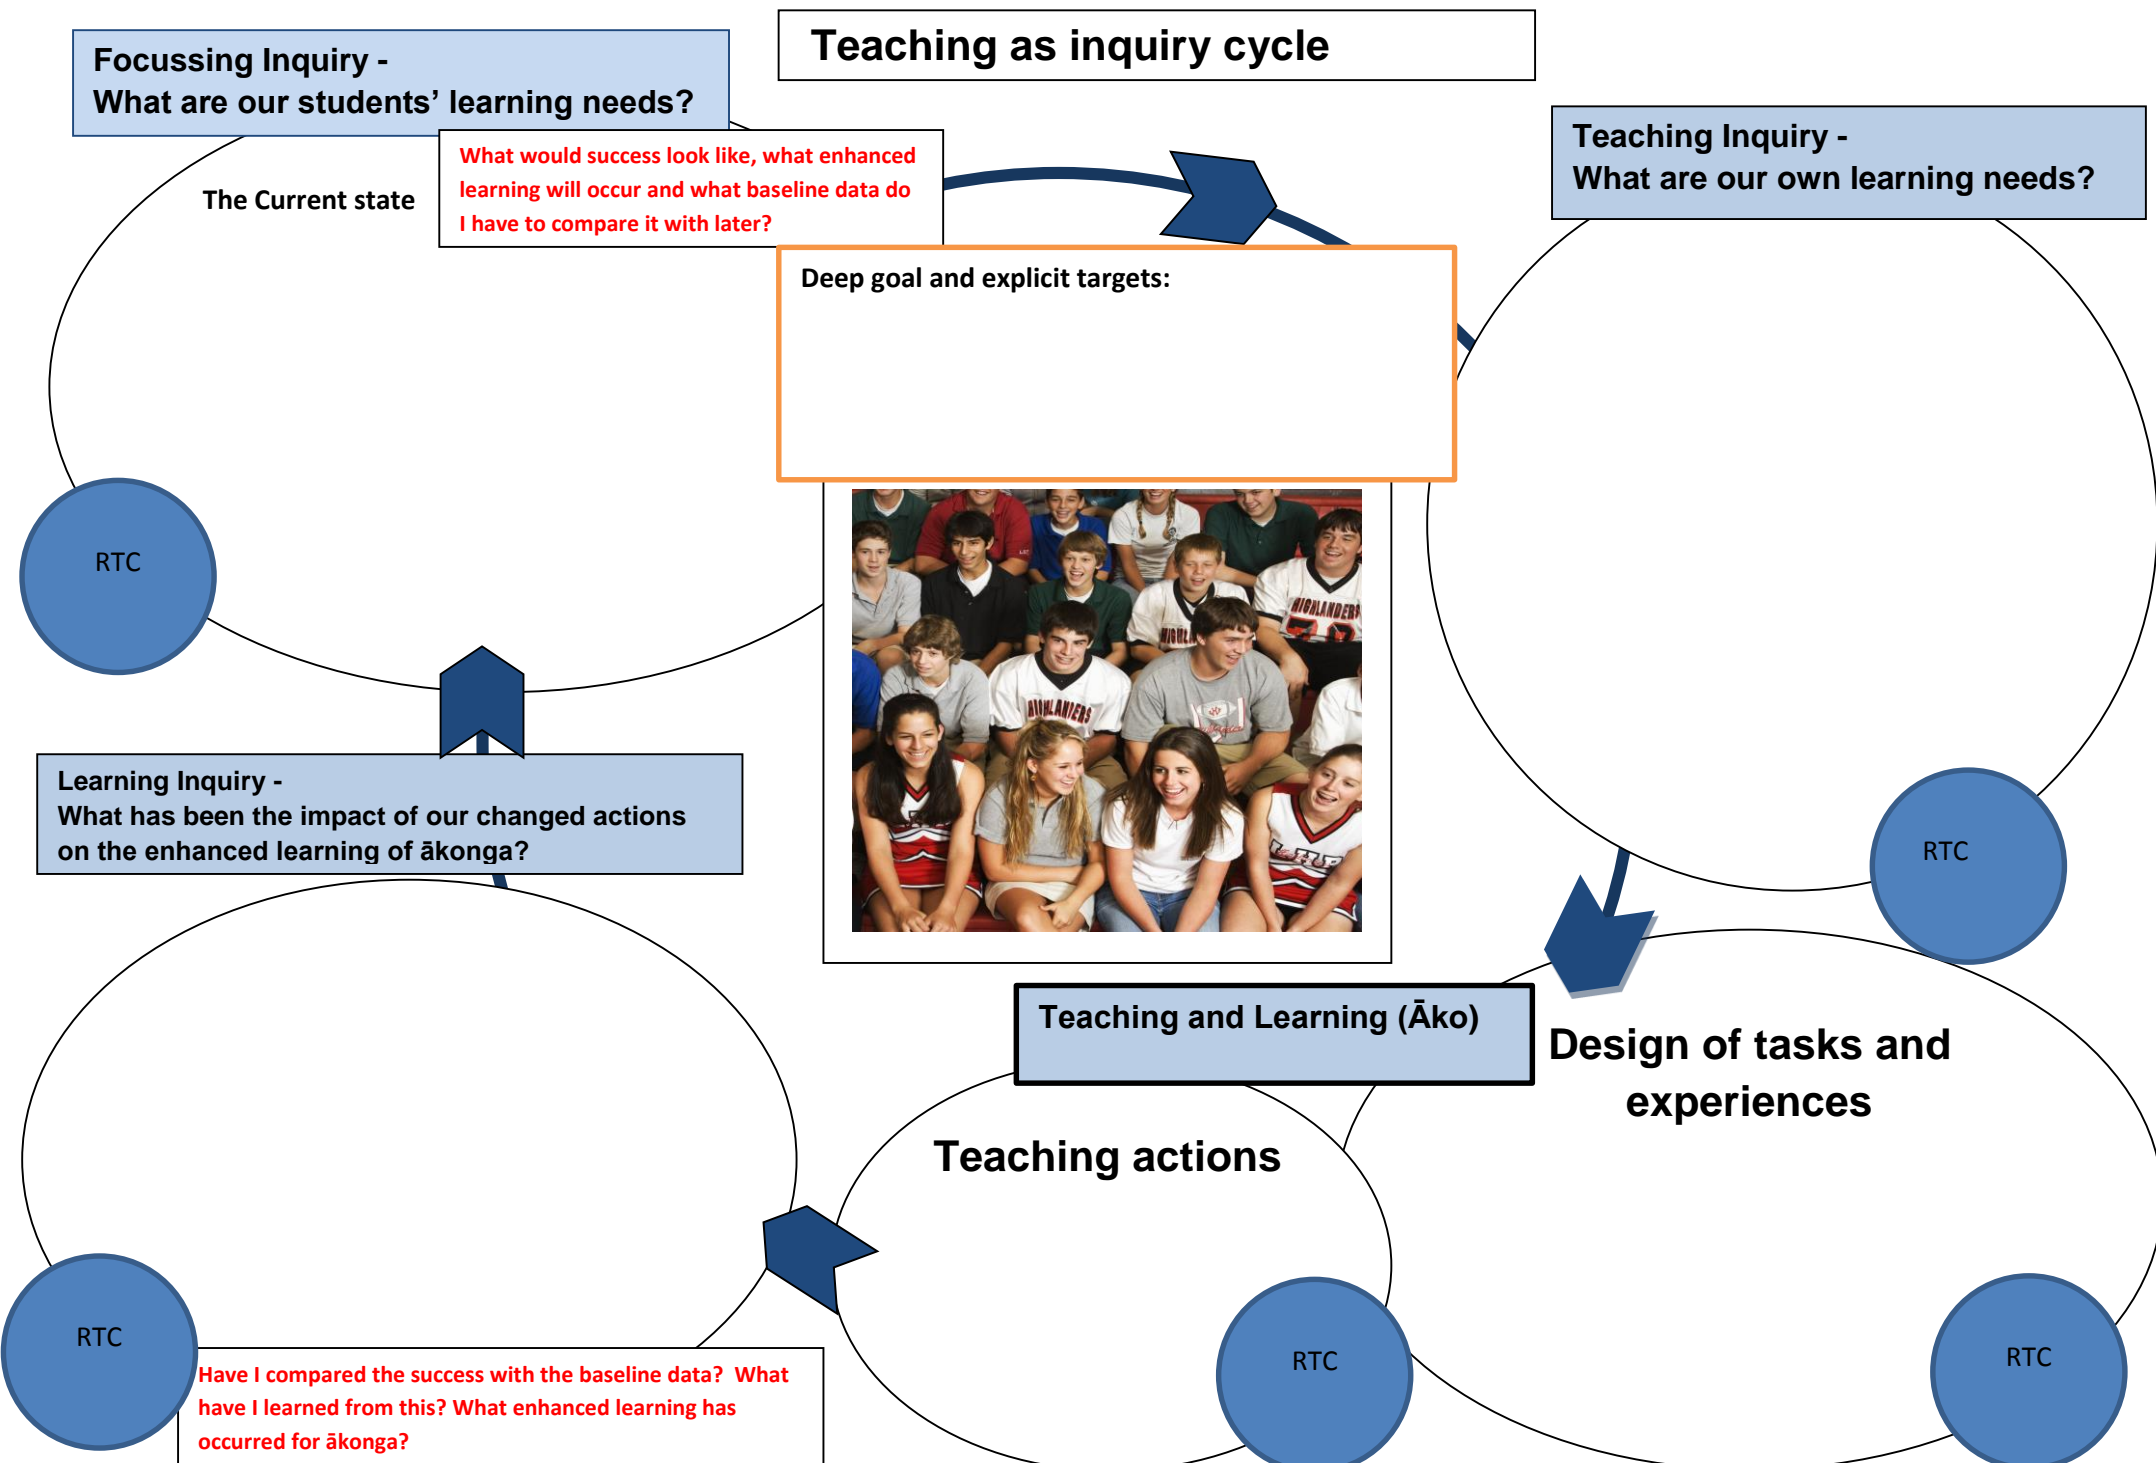 Teaching as inquiry cycle
Focussing Inquiry -
What are our students’ learning needs?
What would success look like, what enhanced
learning will occur and what baseline data do
I have to compare it with later?
The Current state
Teaching Inquiry -
What are our own learning needs?
Deep goal and explicit targets:
RTC
HIGHLANDERS
HIGHLANDERS
Learning Inquiry -
What has been the impact of our changed actions
on the enhanced learning of ākonga?
RTC
Teaching and Learning (Āko)
Design of tasks and
experiences
Teaching actions
RTC
RTC
RTC
Have I compared the success with the baseline data?  What
have I learned from this? What enhanced learning has
occurred for ākonga?